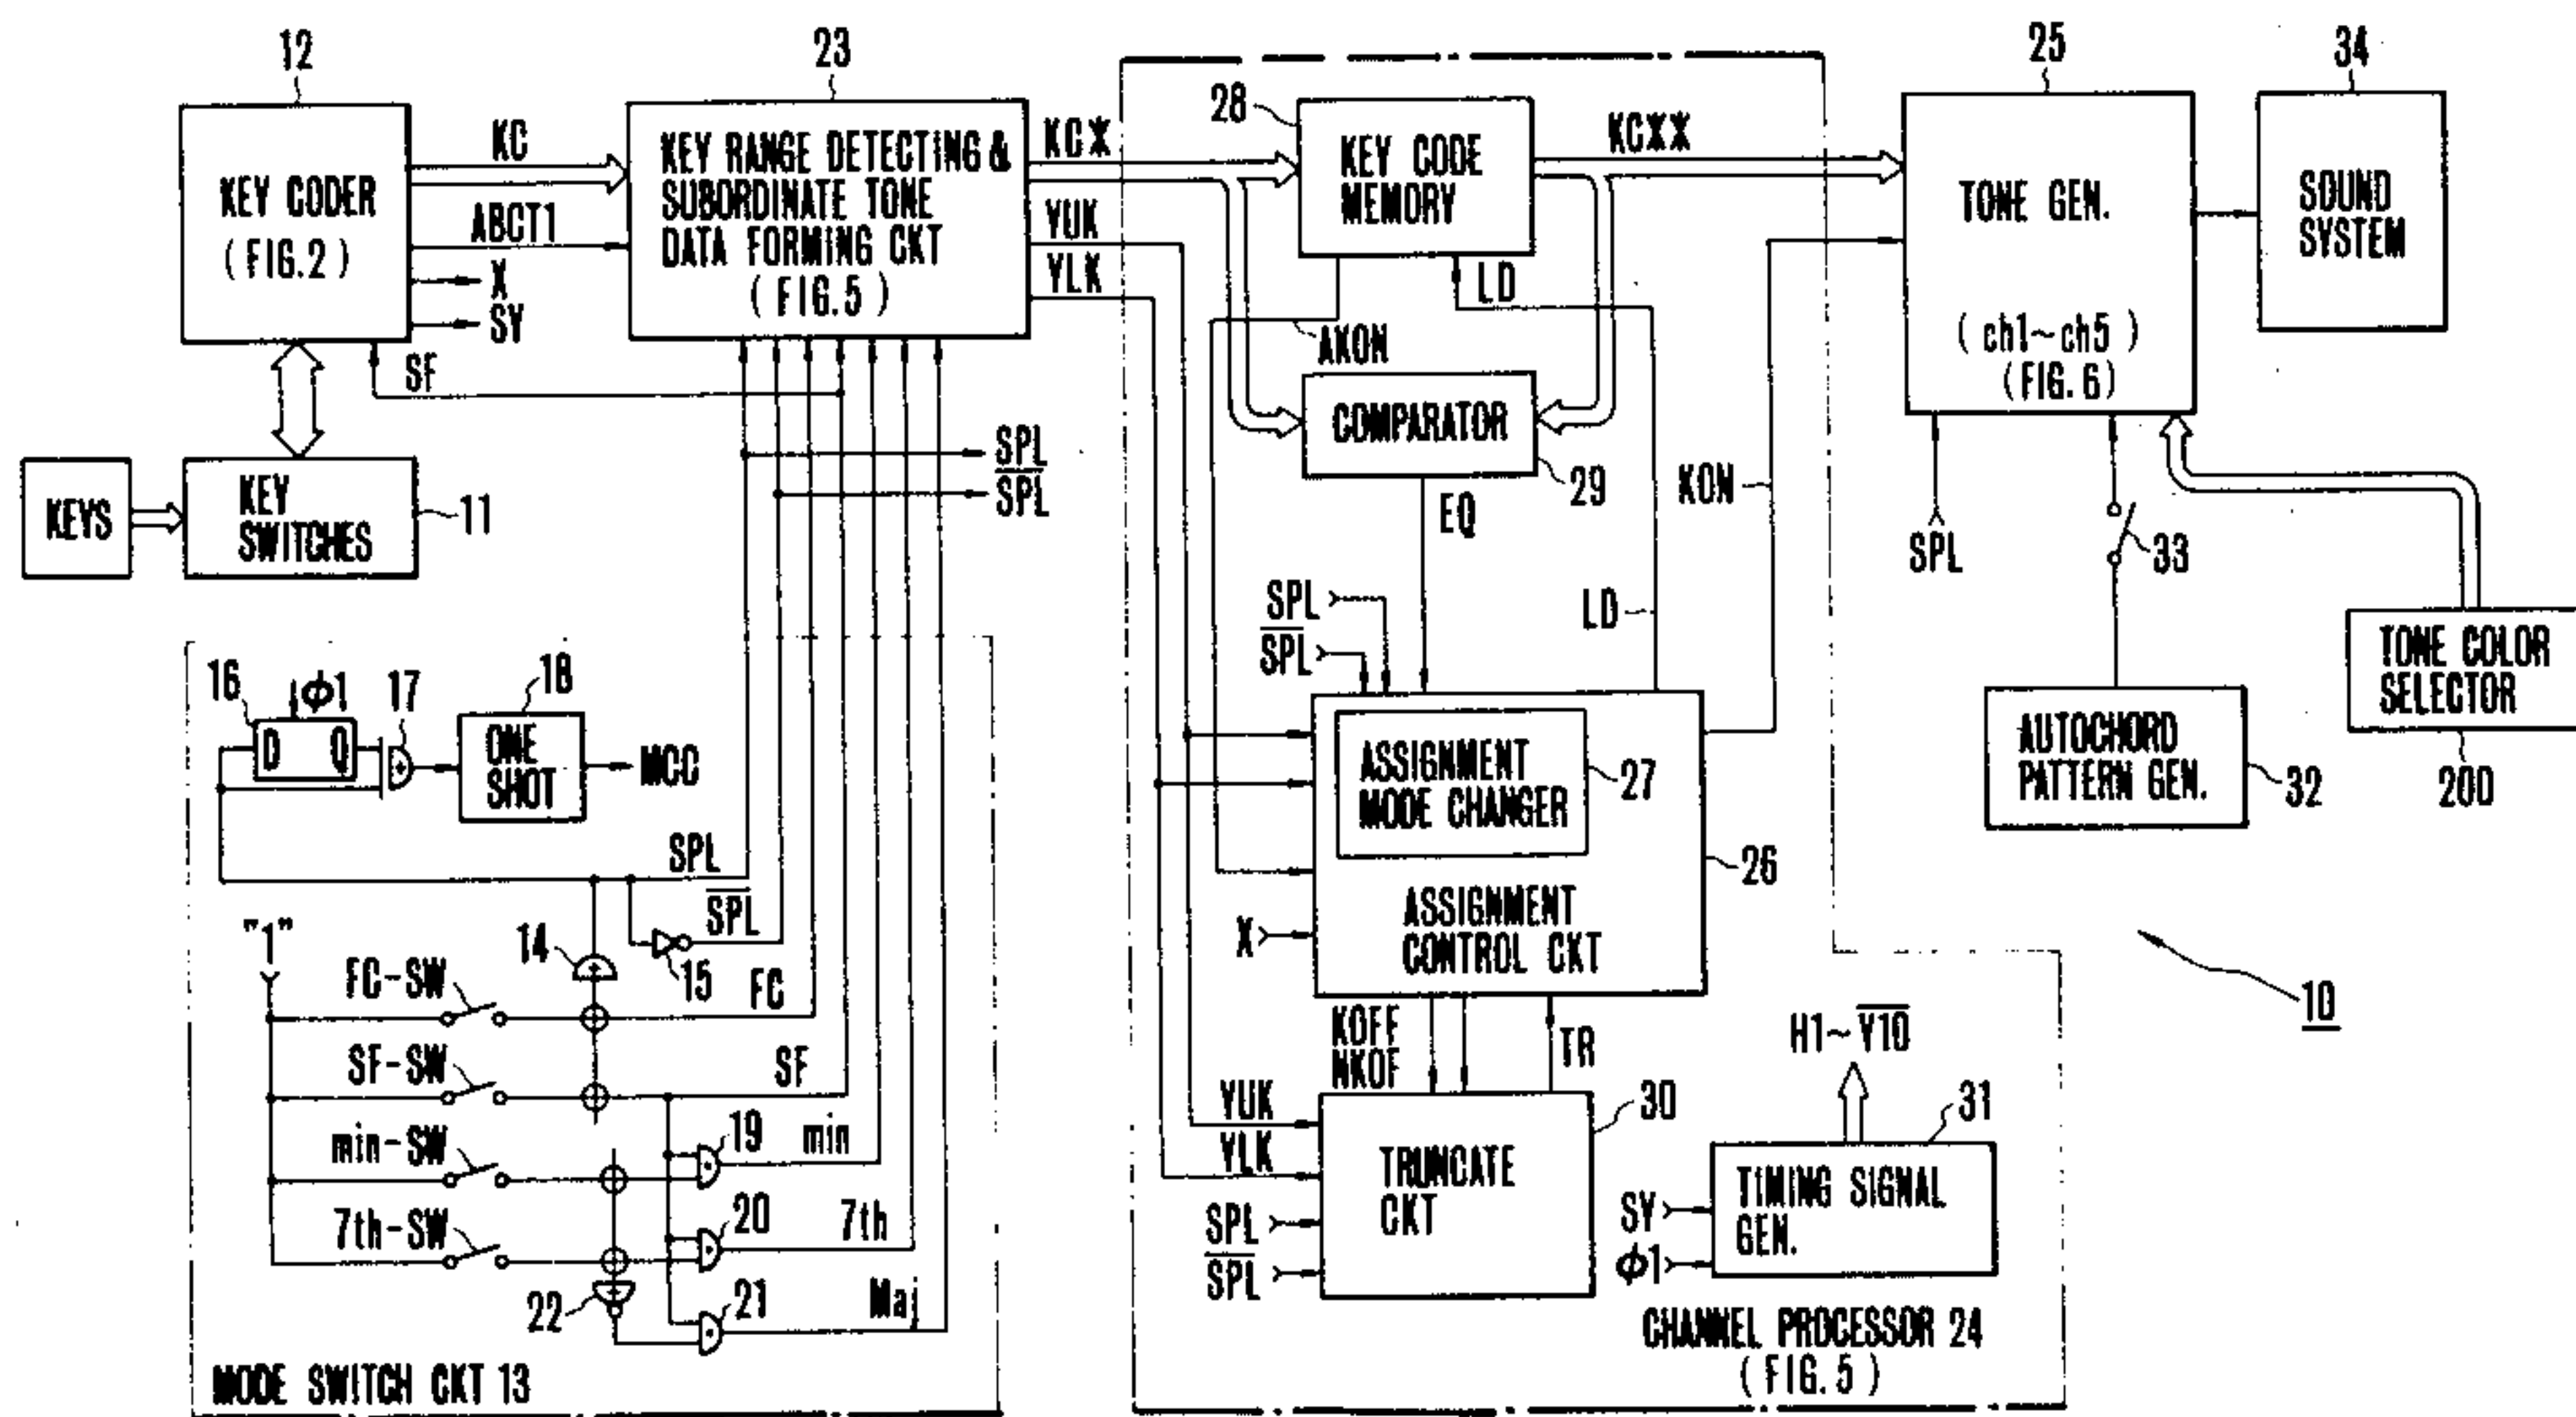 12
KEY CODER
(FIG.2)
KC
ABCT1
X
SY
SF
KEYS
KEY
SWITCHES
11
23
KEY RANGE DETECTING &
SUBORDINATE TONE
DATA FORMING CKT
(FIG.5)
KC*
YUK
YLK
SPL
SPL
28
KEY CODE
MEMORY
KC**
LD
AKON
COMPARATOR
29
EQ
KON
LD
SPL
SPL
25
TONE GEN.
(ch1~ch5)
(FIG.6)
34
SOUND
SYSTEM
SPL
33
TONE COLOR
SELECTOR
200
AUTOCHORD
PATTERN GEN.
32
16
ϕ1
17
18
D Q
ONE
SHOT
MCC
SPL
SPL
"1"
14
15
FC-SW
FC
SF-SW
SF
min-SW
19
min
7th-SW
20
7th
22
21
Maj
MODE SWITCH CKT 13
ASSIGNMENT
MODE CHANGER
27
26
ASSIGNMENT
CONTROL CKT
X
KOFF
NKOF
TR
YUK
YLK
SPL
SPL
TRUNCATE
CKT
30
H1~V10
10
31
SY
ϕ1
TIMING SIGNAL
GEN.
CHANNEL PROCESSOR 24
(FIG.5)